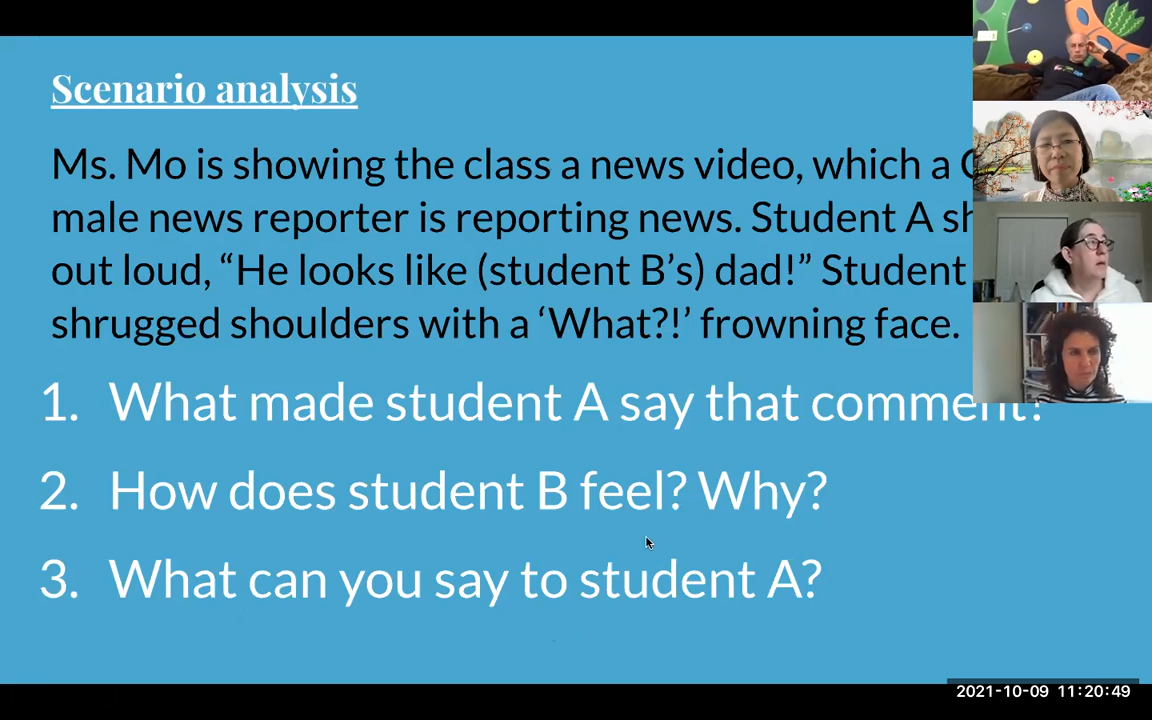 Scenario analysis
Ms. Mo is showing the class a news video, which a
male news reporter is reporting news. Student A
out loud, “He looks like (student B’s) dad!” Student
shrugged shoulders with a ‘What?!’ frowning face.
1. What made student A say that comment?
2. How does student B feel? Why?
3. What can you say to student A?
2021-10-09 11:20:49